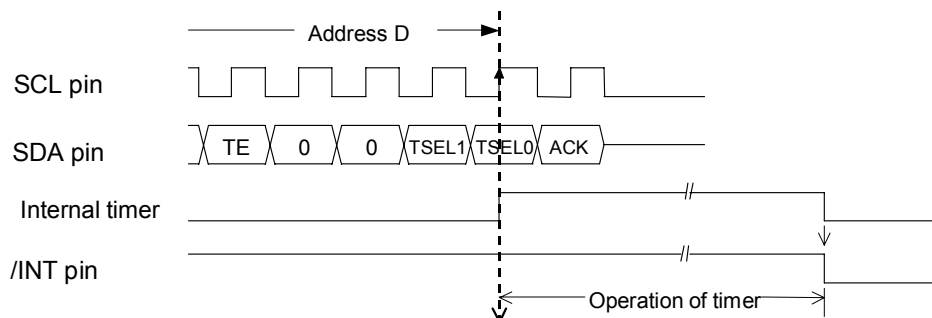 Address D
SCL pin
SDA pin
TE 0 0 TSEL1 TSEL0 ACK
Internal timer
/INT pin
Operation of timer